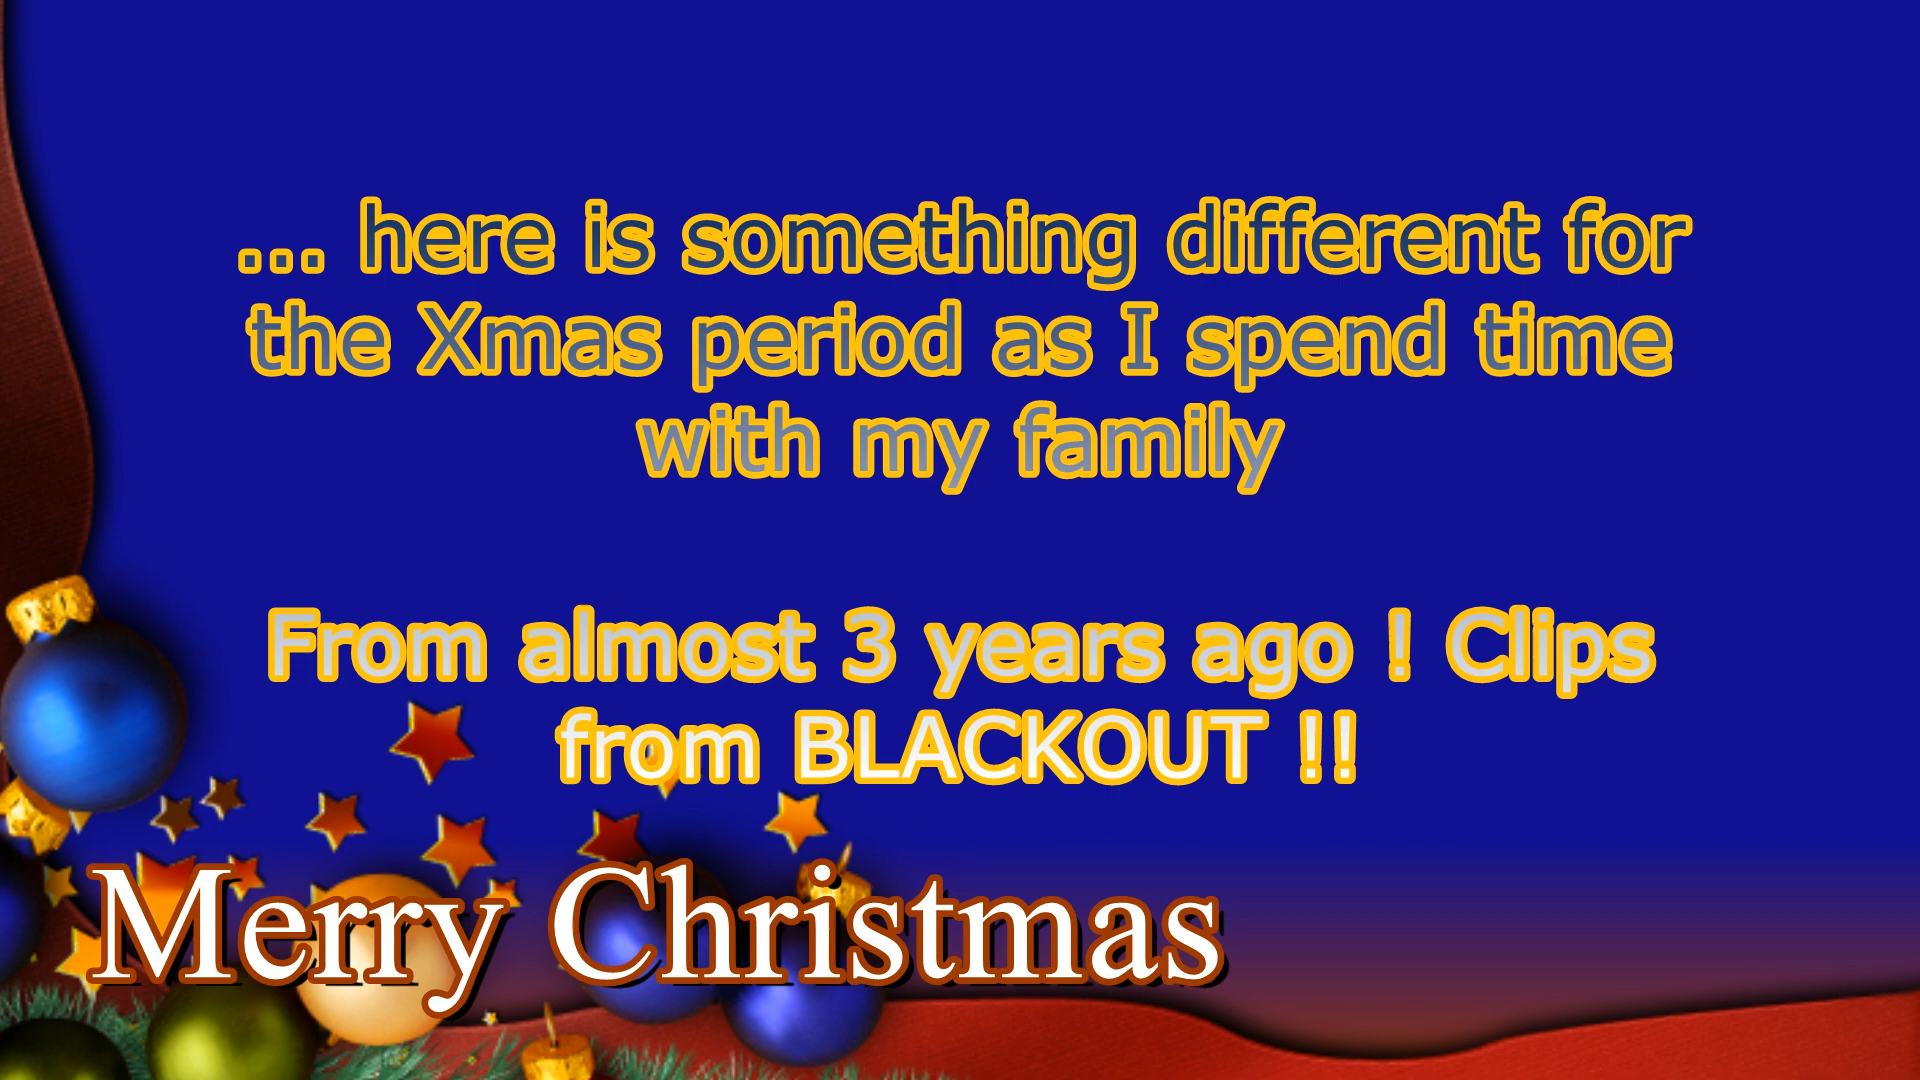 ... here is something different for
the Xmas period as I spend time
with my family
From almost 3 years ago ! Clips
from BLACKOUT !!
Merry Christmas